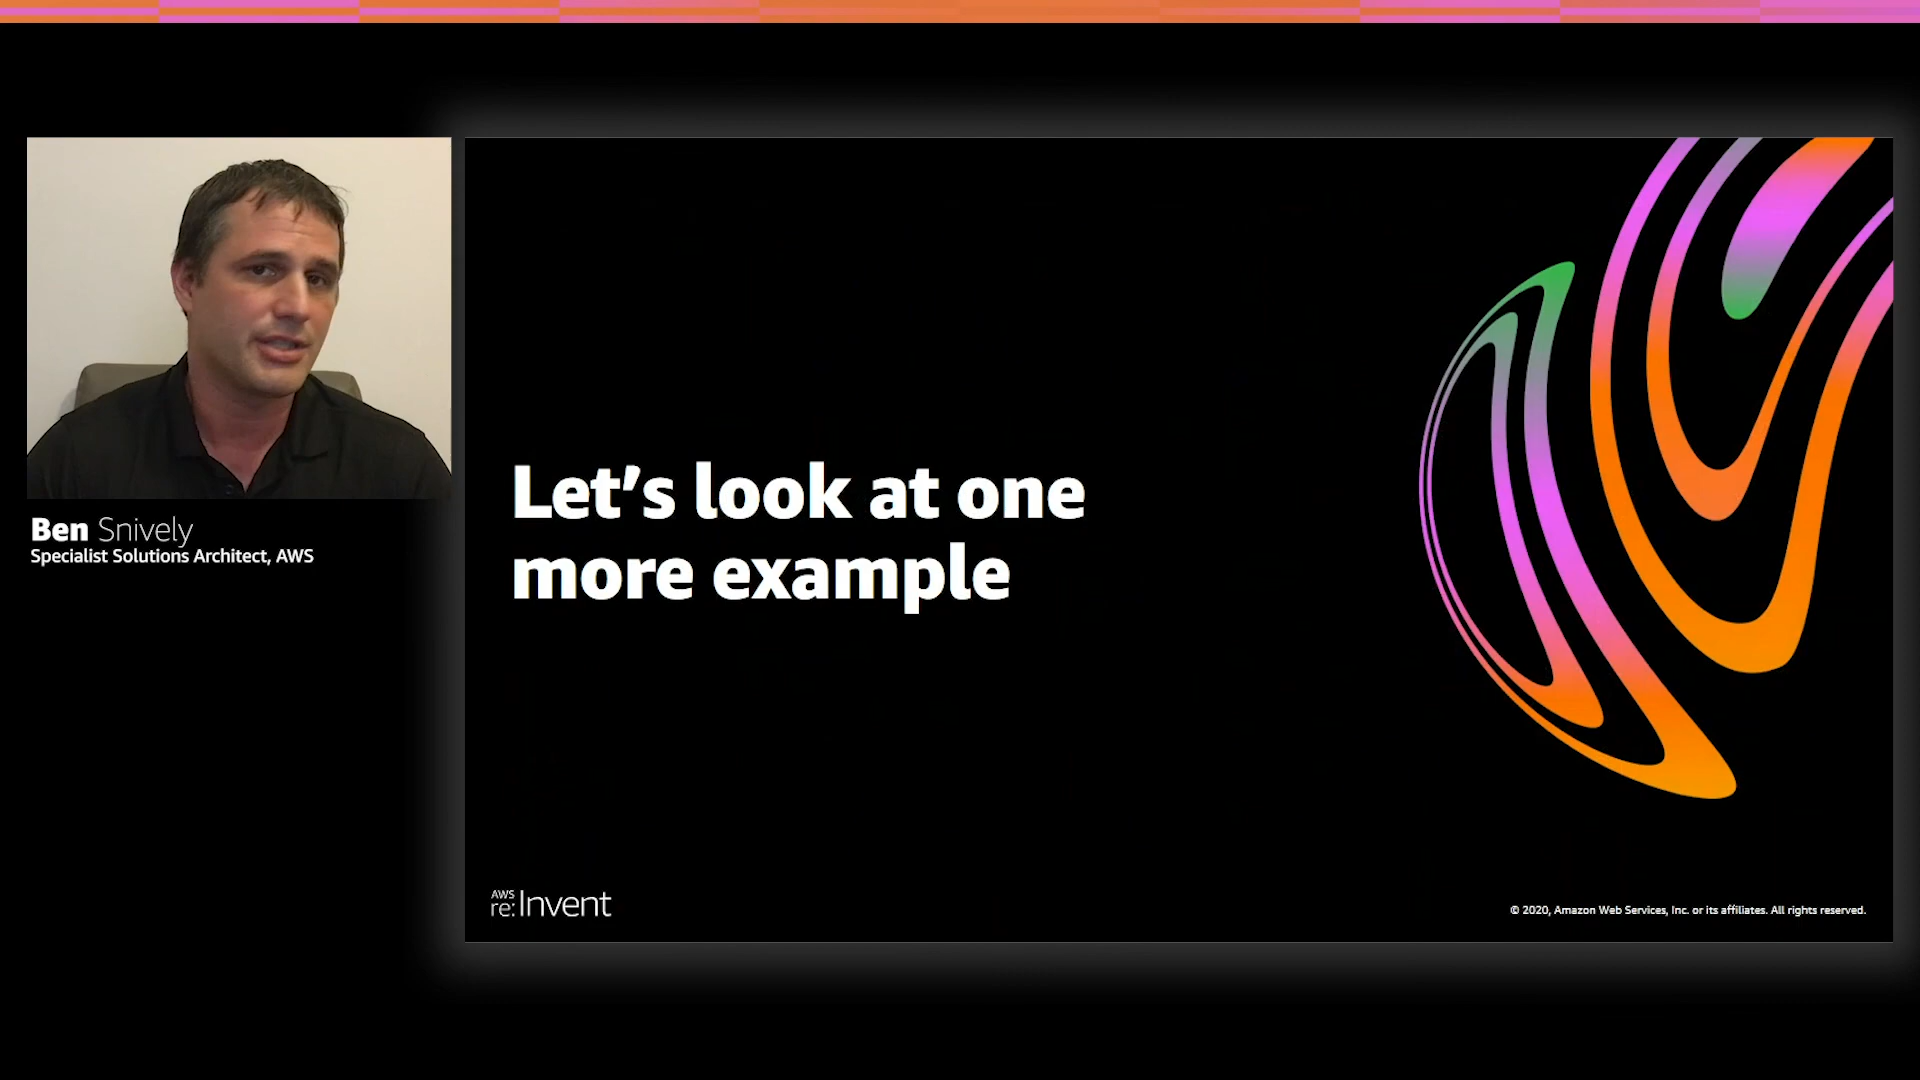 Ben Snively
Specialist Solutions Architect, AWS
Let’s look at one
more example
AWS
re:Invent
© 2020, Amazon Web Services, Inc. or its affiliates. All rights reserved.